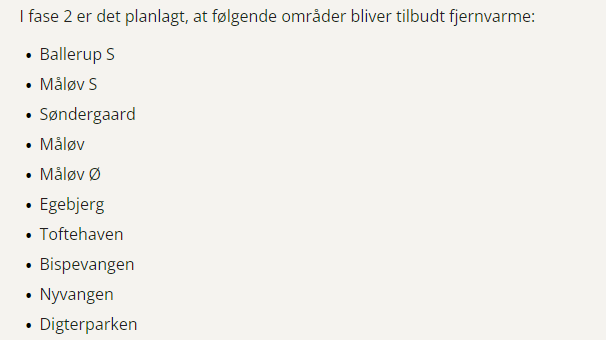 I fase 2 er det planlagt, at følgende områder bliver tilbudt fjernvarme:
• Ballerup S
• Måløv S
• Søndergaard
• Måløv
• Måløv Ø
• Egebjerg
• Toftehaven
• Bispevangen
• Nyvangen
• Digterparken